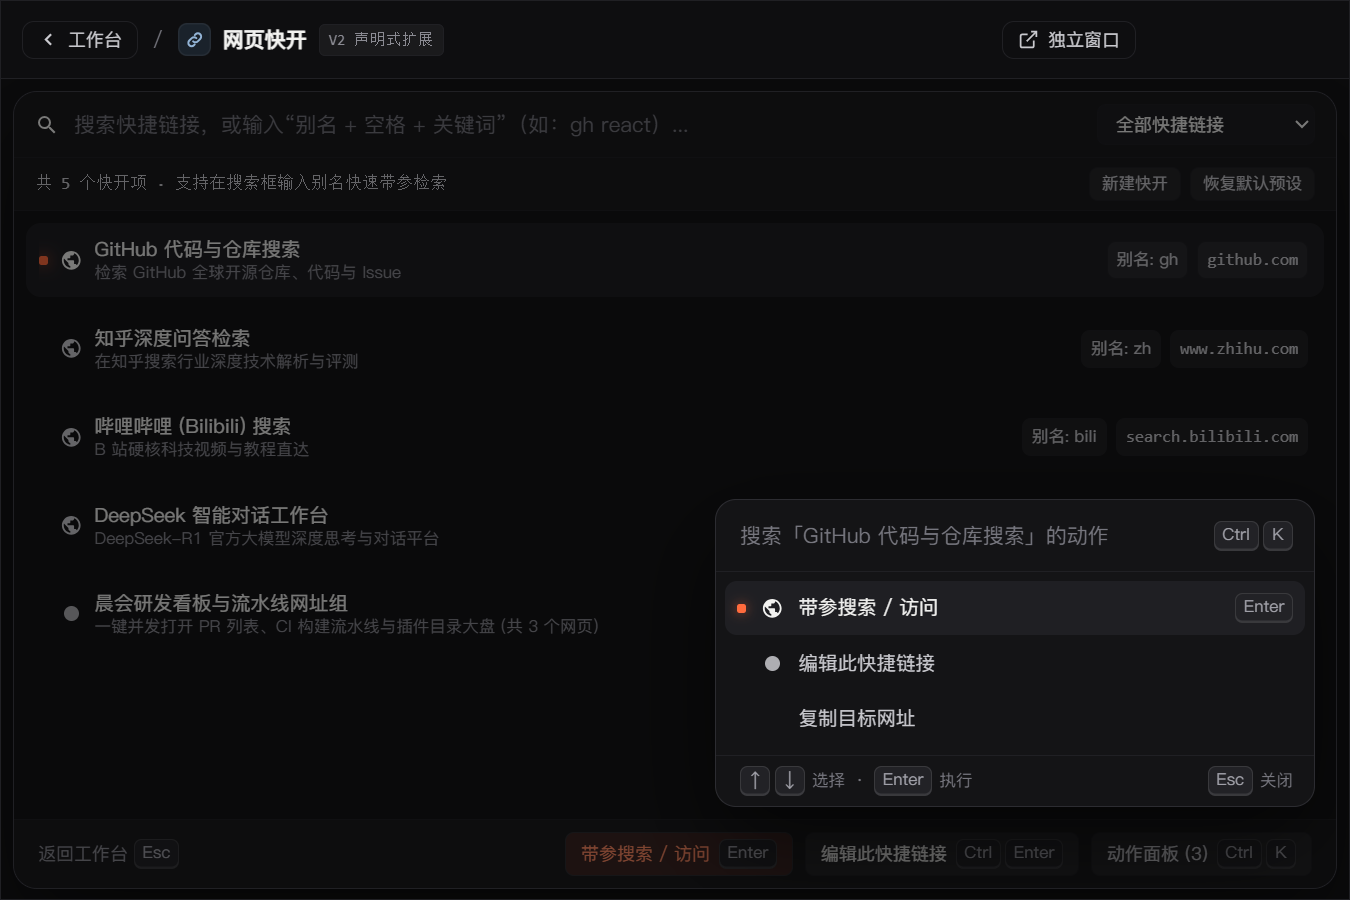 工作台 / 网页快开 V2 声明式扩展 独立窗口
搜索快捷链接，或输入“别名 + 空格 + 关键词”（如：gh react）...
全部快捷链接
共 5 个快开项 · 支持在搜索框输入别名快速带参检索
新建快开 恢复默认预设
GitHub 代码与仓库搜索
检索 GitHub 全球开源仓库、代码与 Issue
别名: gh github.com
知乎深度问答检索
在知乎搜索行业深度技术解析与评测
别名: zh www.zhihu.com
哔哩哔哩 (Bilibili) 搜索
B 站硬核科技视频与教程直达
别名: bili search.bilibili.com
DeepSeek 智能对话工作台
DeepSeek-R1 官方大模型深度思考与对话平台
晨会研发看板与流水线网址组
一键并发打开 PR 列表、CI 构建流水线与插件目录大盘 (共 3 个网页)
搜索「GitHub 代码与仓库搜索」的动作 Ctrl K
带参搜索 / 访问 Enter
编辑此快捷链接
复制目标网址
↑ ↓ 选择 · Enter 执行 Esc 关闭
返回工作台 Esc 带参搜索 / 访问 Enter 编辑此快捷链接 Ctrl Enter 动作面板 (3) Ctrl K